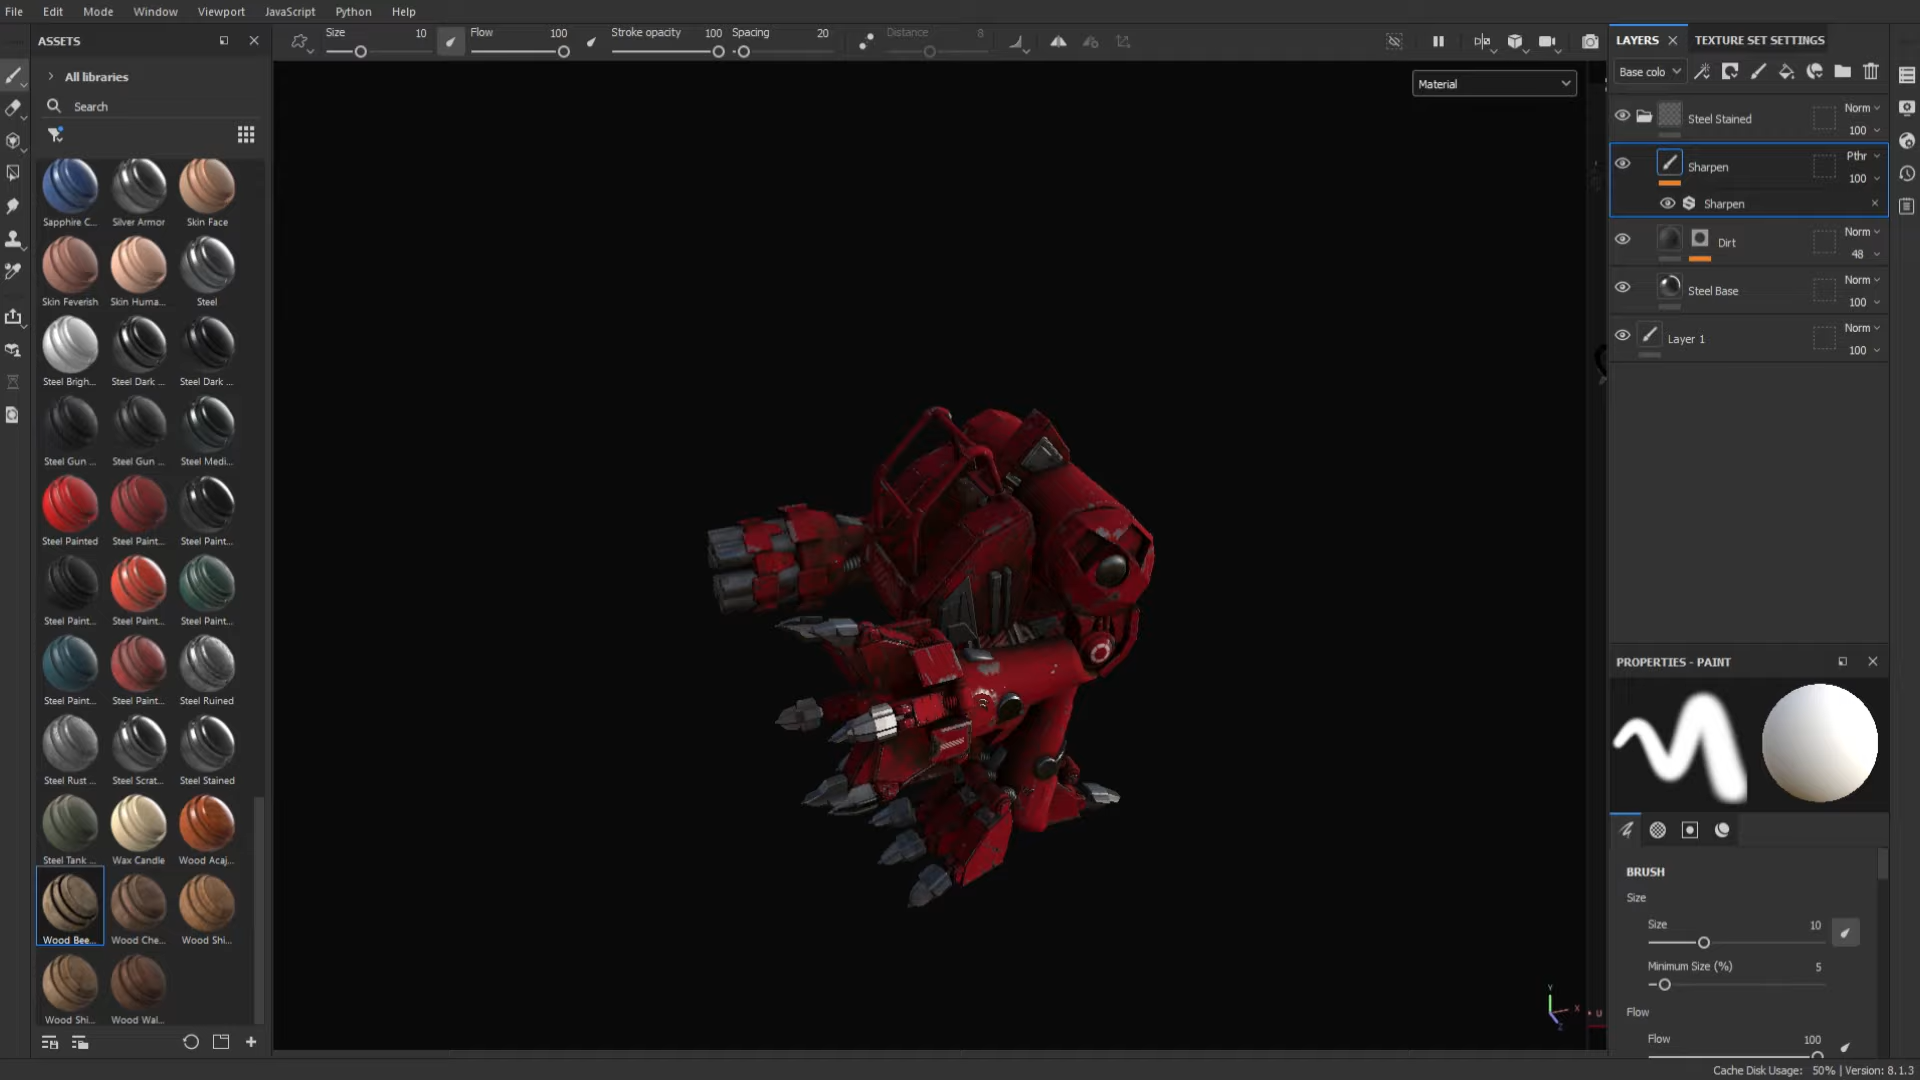 File Edit Mode Window Viewport JavaScript Python Help
ASSETS
All libraries
Search
Sapphire C... Silver Armor Skin Face
Skin Feverish Skin Huma... Steel
Steel Brigh... Steel Dark ... Steel Dark ...
Steel Gun ... Steel Gun ... Steel Medi...
Steel Painted Steel Paint... Steel Paint...
Steel Paint... Steel Paint... Steel Paint...
Steel Paint... Steel Paint... Steel Ruined
Steel Rust ... Steel Scrat... Steel Stained
Steel Tank ... Wax Candle Wood Acaj...
Wood Bee... Wood Che... Wood Shi...
Wood Shi... Wood Wal...
Size 10 Flow 100 Stroke opacity 100 Spacing 20 Distance 8
Material
Y
X
Z
U
LAYERS TEXTURE SET SETTINGS
Base colo
Steel Stained Norm 100
Sharpen Pthr 100
Sharpen
Dirt Norm 48
Steel Base Norm 100
Layer 1 Norm 100
PROPERTIES - PAINT
BRUSH
Size
Size 10
Minimum Size (%) 5
Flow
Flow 100
Cache Disk Usage: 50% | Version: 8.1.3